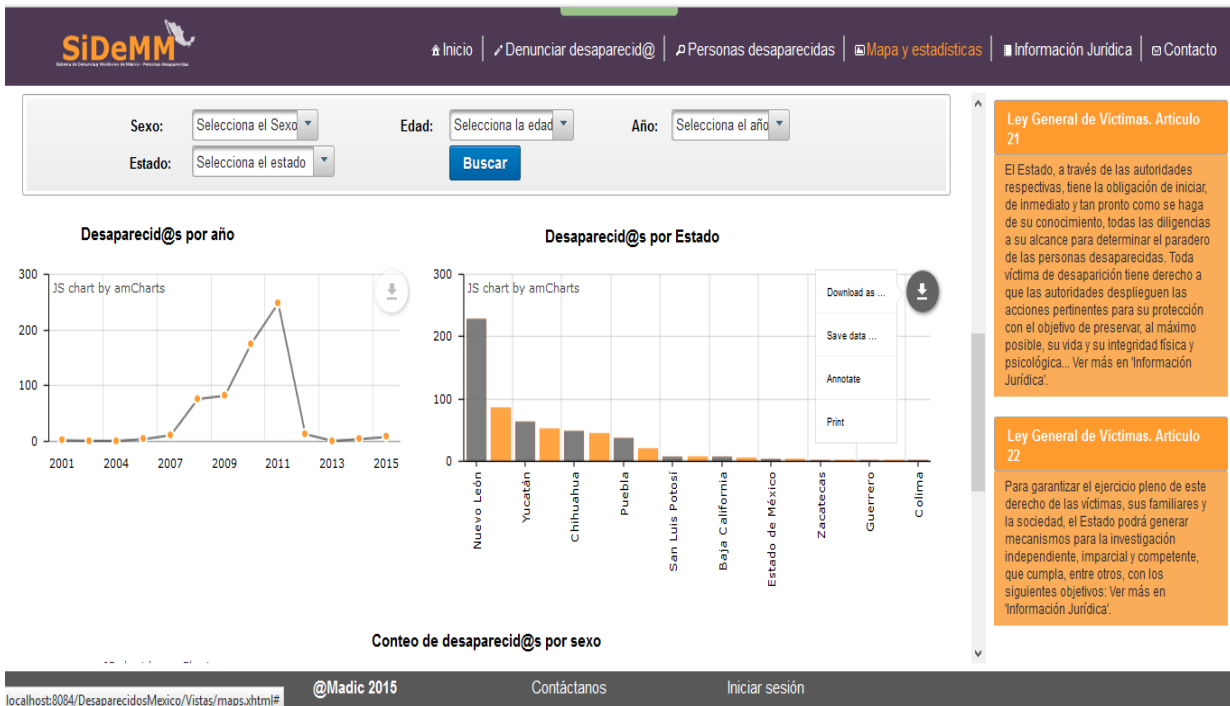 SiDeMM
Sistema de Denuncia y Monitoreo de México - Personas desaparecidas
Inicio
Denunciar desaparecid@
Personas desaparecidas
Mapa y estadísticas
Información Jurídica
Contacto
Sexo:
Selecciona el Sexo
Edad:
Selecciona la edad
Año:
Selecciona el año
Estado:
Selecciona el estado
Buscar
Desaparecid@s por año
JS chart by amCharts
300
200
100
0
2001 2004 2007 2009 2011 2013 2015
Desaparecid@s por Estado
JS chart by amCharts
300
200
100
0
Nuevo León
Yucatán
Chihuahua
Puebla
San Luis Potosí
Baja California
Estado de México
Zacatecas
Guerrero
Colima
Download as ...
Save data ...
Annotate
Print
Conteo de desaparecid@s por sexo
Ley General de Víctimas. Artículo
21
El Estado, a través de las autoridades
respectivas, tiene la obligación de iniciar,
de inmediato y tan pronto como se haga
de su conocimiento, todas las diligencias
a su alcance para determinar el paradero
de las personas desaparecidas. Toda
víctima de desaparición tiene derecho a
que las autoridades desplieguen las
acciones pertinentes para su protección
con el objetivo de preservar, al máximo
posible, su vida y su integridad física y
psicológica... Ver más en 'Información
Jurídica'.
Ley General de Víctimas. Artículo
22
Para garantizar el ejercicio pleno de este
derecho de las víctimas, sus familiares y
la sociedad, el Estado podrá generar
mecanismos para la investigación
independiente, imparcial y competente,
que cumpla, entre otros, con los
siguientes objetivos: Ver más en
'Información Jurídica'.
localhost:8084/DesaparecidosMexico/Vistas/maps.xhtml#
@Madic 2015
Contáctanos
Iniciar sesión